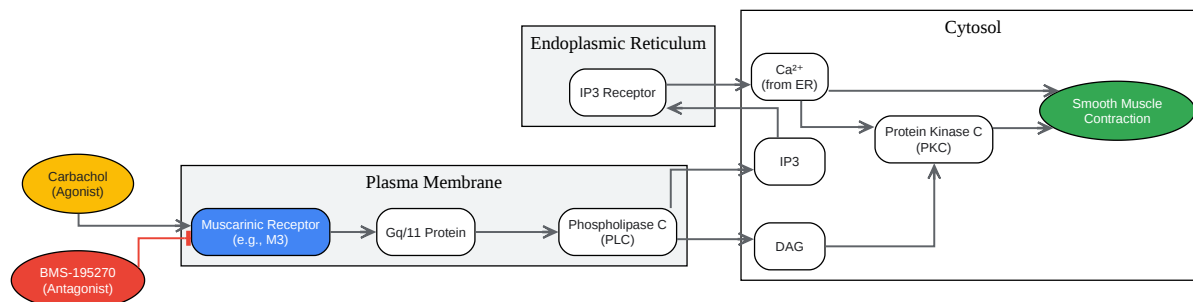 Cytosol
Endoplasmic Reticulum
Ca²⁺
(from ER)
IP3 Receptor
Smooth Muscle
Contraction
Protein Kinase C
(PKC)
IP3
Plasma Membrane
Carbachol
(Agonist)
Muscarinic Receptor
(e.g., M3)
Gq/11 Protein
Phospholipase C
(PLC)
DAG
BMS-195270
(Antagonist)